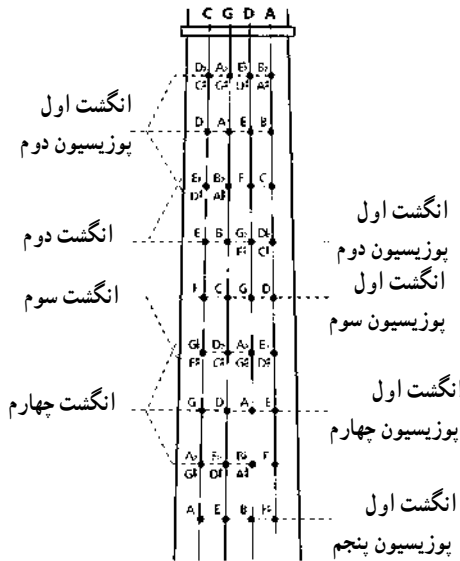 C G D A
D♭ A♭ E♭ B♭
C♯ G♯ D♯ A♯
انگشت اول
پوزیسیون دوم
D A E B
E♭ B♭ F C
D♯ A♯
انگشت دوم
E B G♭ D♭
F♯ C♯
انگشت اول
پوزیسیون دوم
انگشت سوم
F C G D
انگشت اول
پوزیسیون سوم
G♭ D♭ A♭ E♭
F♯ C♯ G♯ D♯
انگشت چهارم
G D A E
انگشت اول
پوزیسیون چهارم
A♭ E♭ B♭ F
G♯ D♯ A♯
A E B
انگشت اول
پوزیسیون پنجم